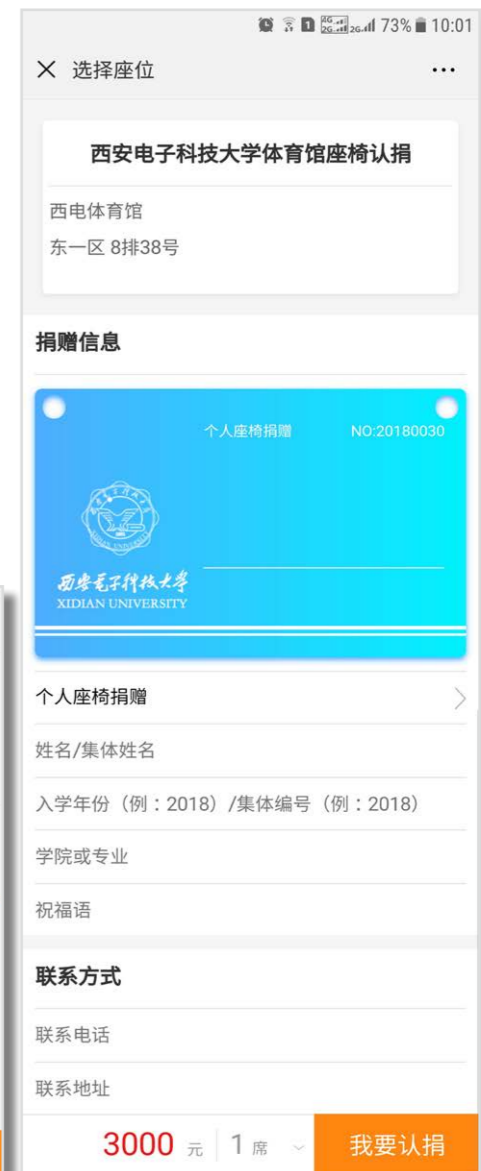 1 4G 2G 2G 73% 10:01
选择座位
西安电子科技大学体育馆座椅认捐
西电体育馆
东一区 8排38号
捐赠信息
个人座椅捐赠 NO:20180030
西安电子科技大学
XIDIAN UNIVERSITY
个人座椅捐赠
姓名/集体姓名
入学年份（例：2018）/集体编号（例：2018）
学院或专业
祝福语
联系方式
联系电话
联系地址
3000 元 1 席 我要认捐